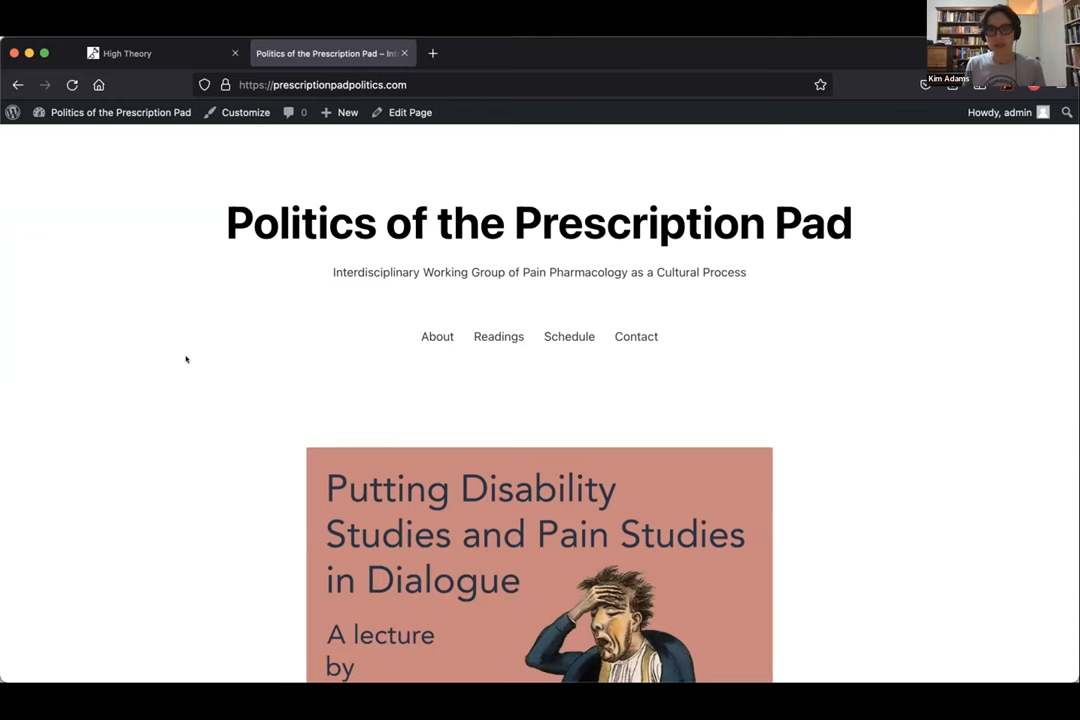 High Theory
Politics of the Prescription Pad – In
https://prescriptionpadpolitics.com
Kim Adams
Politics of the Prescription Pad
Customize
0
New
Edit Page
Howdy, admin
Politics of the Prescription Pad
Interdisciplinary Working Group of Pain Pharmacology as a Cultural Process
About Readings Schedule Contact
Putting Disability
Studies and Pain Studies
in Dialogue
A lecture
by